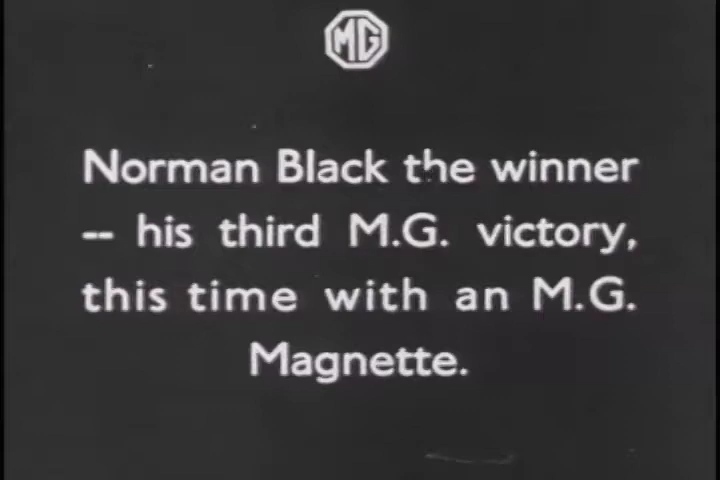 MG
Norman Black the winner
-- his third M.G. victory,
this time with an M.G.
Magnette.